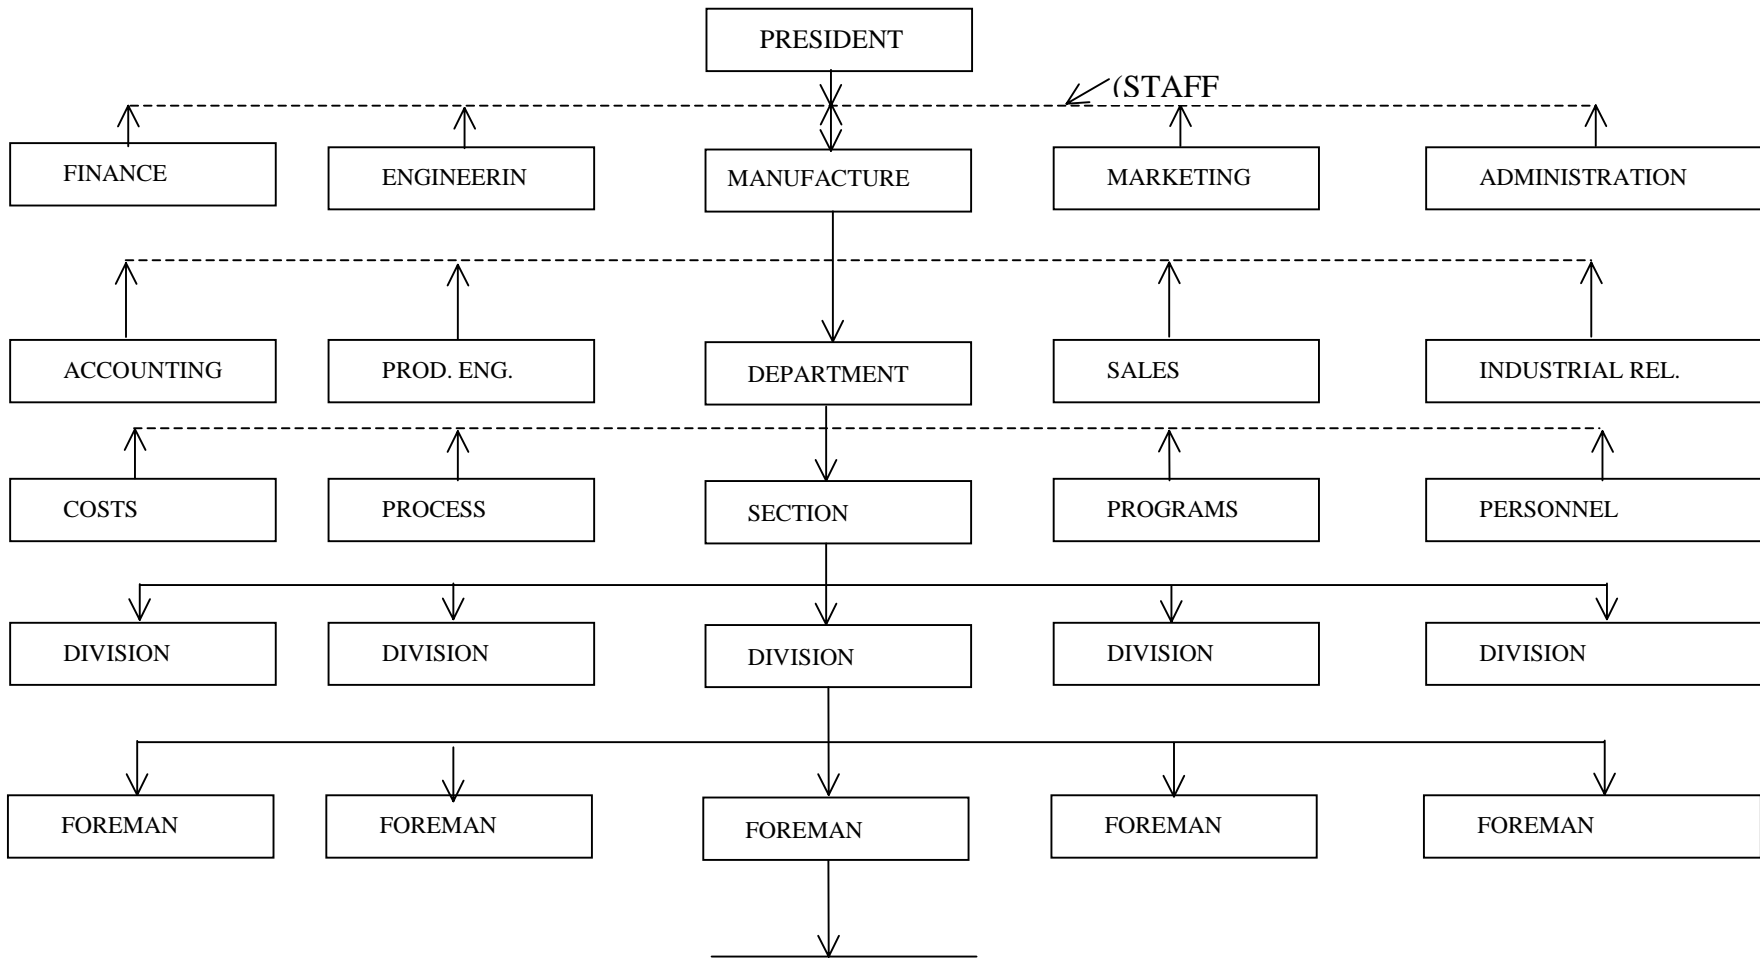 PRESIDENT
(STAFF
FINANCE
ENGINEERIN
MANUFACTURE
MARKETING
ADMINISTRATION
ACCOUNTING
PROD. ENG.
DEPARTMENT
SALES
INDUSTRIAL REL.
COSTS
PROCESS
SECTION
PROGRAMS
PERSONNEL
DIVISION
DIVISION
DIVISION
DIVISION
DIVISION
FOREMAN
FOREMAN
FOREMAN
FOREMAN
FOREMAN